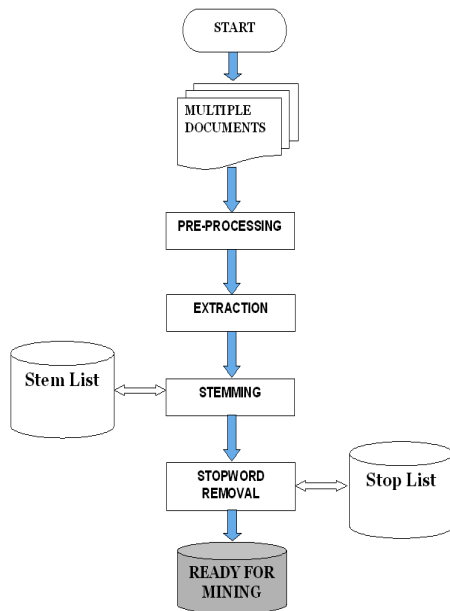 START
MULTIPLE
DOCUMENTS
PRE-PROCESSING
EXTRACTION
Stem List
STEMMING
STOPWORD
REMOVAL
Stop List
READY FOR
MINING